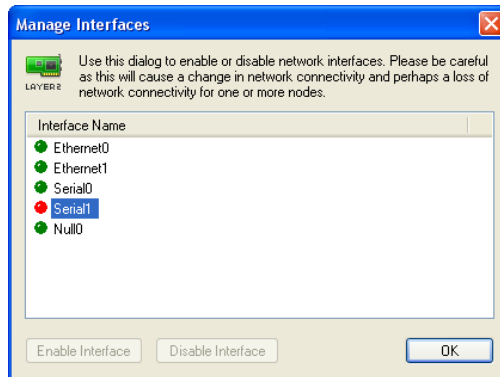 Manage Interfaces
Use this dialog to enable or disable network interfaces. Please be careful
as this will cause a change in network connectivity and perhaps a loss of
network connectivity for one or more nodes.
LAYER2
Interface Name
Ethernet0
Ethernet1
Serial0
Serial1
Null0
Enable Interface
Disable Interface
OK